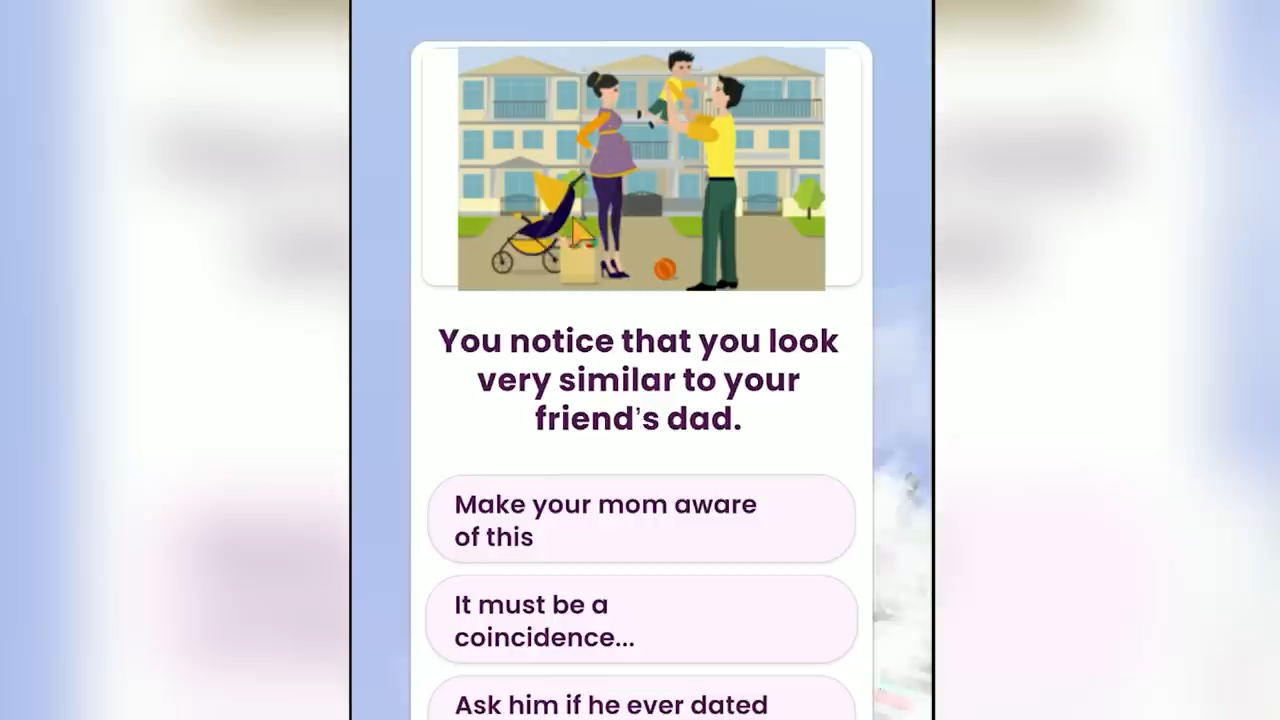 You notice that you look
very similar to your
friend's dad.
Make your mom aware
of this
It must be a
coincidence...
Ask him if he ever dated